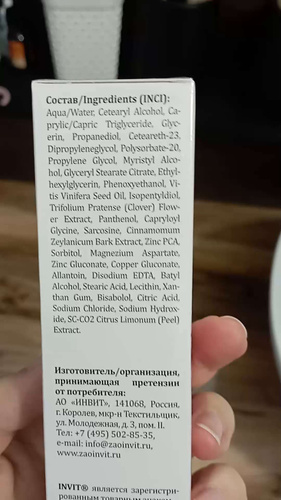 Состав/Ingredients (INCI):
Aqua/Water, Cetearyl Alcohol, Ca-
prylic/Capric Triglyceride, Glyc-
erin, Propanediol, Ceteareth-23,
Dipropyleneglycol, Polysorbate-20,
Propylene Glycol, Myristyl Alco-
hol, Glyceryl Stearate Citrate, Ethyl-
hexylglycerin, Phenoxyethanol, Vi-
tis Vinifera Seed Oil, Isopentyldiol,
Trifolium Pratense (Clover) Flow-
er Extract, Panthenol, Capryloyl
Glycine, Sarcosine, Cinnamomum
Zeylanicum Bark Extract, Zinc PCA,
Sorbitol, Magnesium Aspartate,
Zinc Gluconate, Copper Gluconate,
Allantoin, Disodium EDTA, Batyl
Alcohol, Stearic Acid, Lecithin, Xan-
than Gum, Bisabolol, Citric Acid,
Sodium Chloride, Sodium Hydrox-
ide, SC-CO2 Citrus Limonum (Peel)
Extract.
Изготовитель/организация,
принимающая претензии
от потребителя:
АО «ИНВИТ», 141068, Россия,
г. Королев, мкр-н Текстильщик,
ул. Молодежная, д. 3, пом. II.
Тел: +7 (495) 502-85-35,
e-mail: info@zaoinvit.ru,
www.zaoinvit.ru
INVIT® является зарегистри-
рованным товарным знаком